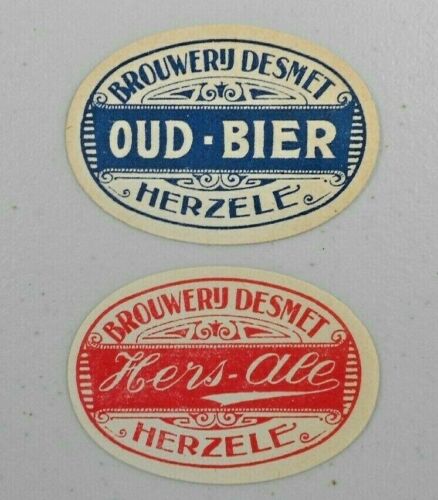 BROUWERIJ DESMET
OUD - BIER
HERZELE
BROUWERIJ DESMET
Hers-Ale
HERZELE